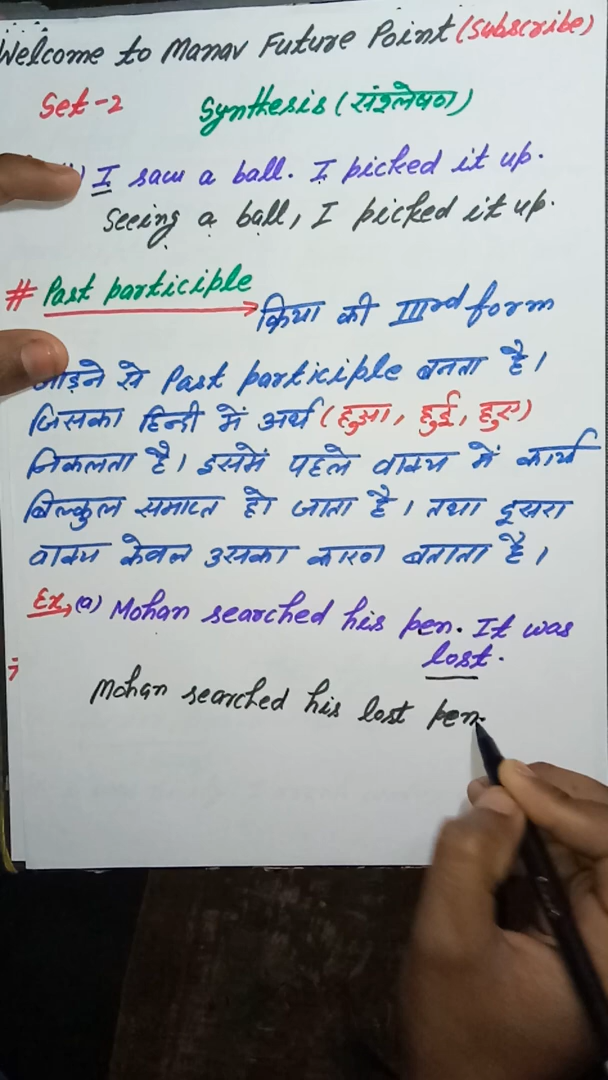 Welcome to Manav Future Point (Subscribe)
Set-2 Synthesis (संश्लेषण)
) I saw a ball. I picked it up.
Seeing a ball, I picked it up.
# Past participle
क्रिया की IIIrd form
जोड़ने से Past participle बनता है।
जिसका हिन्दी में अर्थ (हुआ, हुई, हुए)
निकलता है। इसमें पहले वाक्य में कार्य
बिल्कुल समाप्त हो जाता है। तथा दूसरा
वाक्य केवल उसका कारण बताता है।
Ex, (a) Mohan searched his pen. It was
lost.
Mohan searched his lost pen.